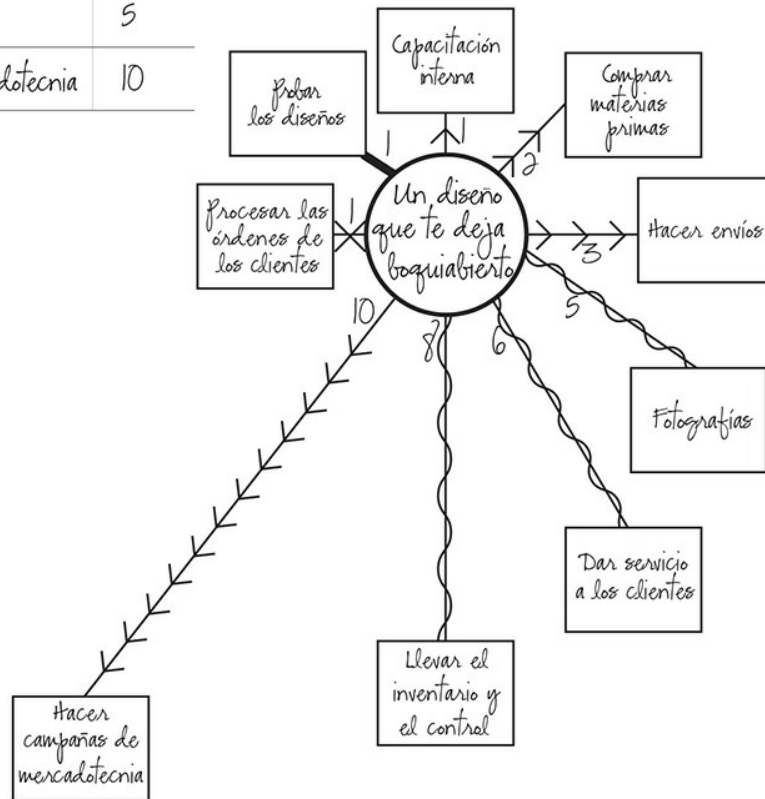 5
dotecnia 10
Capacitación
interna
Probar
los diseños
Comprar
materias
primas
1
1
2
Procesar las
órdenes de
los clientes
1
Un diseño
que te deja
boquiabierto
3
Hacer envíos
10
8
6
5
Fotografías
Dar servicio
a los clientes
Llevar el
inventario y
el control
Hacer
campañas de
mercadotecnia